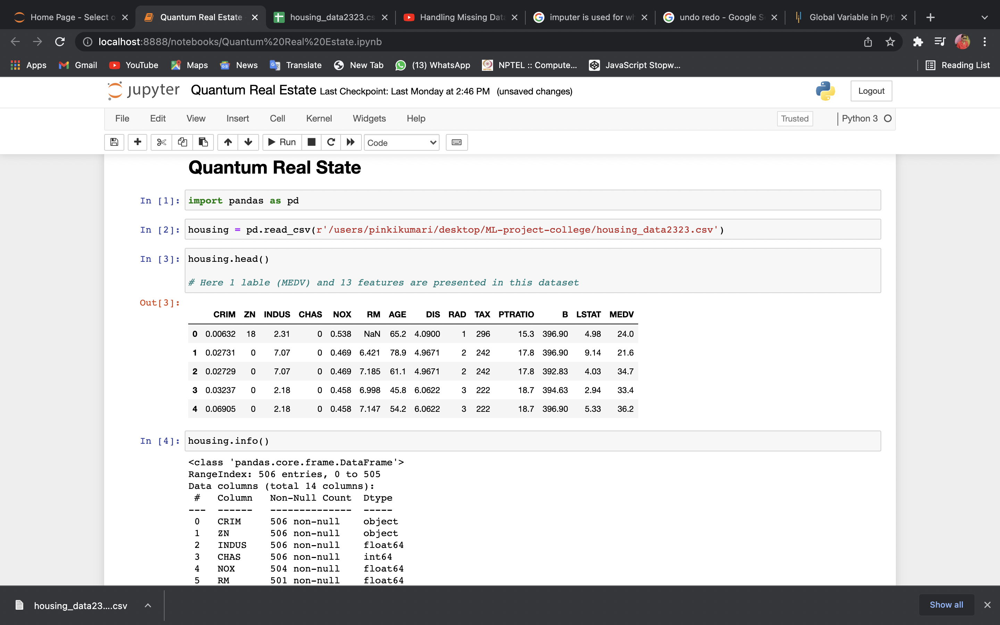 Home Page - Select o
Quantum Real Estate
housing_data2323.cs
Handling Missing Data
imputer is used for wh
undo redo - Google S
Global Variable in Pyt
localhost:8888/notebooks/Quantum%20Real%20Estate.ipynb
Apps Gmail YouTube Maps News Translate New Tab (13) WhatsApp NPTEL :: Compute... JavaScript Stopw... Reading List
jupyter Quantum Real Estate Last Checkpoint: Last Monday at 2:46 PM (unsaved changes) Logout
File Edit View Insert Cell Kernel Widgets Help Trusted Python 3
Run Code
Quantum Real State
In [1]: import pandas as pd
In [2]: housing = pd.read_csv(r'/users/pinkikumari/desktop/ML-project-college/housing_data2323.csv')
In [3]: housing.head()
# Here 1 lable (MEDV) and 13 features are presented in this dataset
Out[3]:
CRIM ZN INDUS CHAS NOX RM AGE DIS RAD TAX PTRATIO B LSTAT MEDV
0 0.00632 18 2.31 0 0.538 NaN 65.2 4.0900 1 296 15.3 396.90 4.98 24.0
1 0.02731 0 7.07 0 0.469 6.421 78.9 4.9671 2 242 17.8 396.90 9.14 21.6
2 0.02729 0 7.07 0 0.469 7.185 61.1 4.9671 2 242 17.8 392.83 4.03 34.7
3 0.03237 0 2.18 0 0.458 6.998 45.8 6.0622 3 222 18.7 394.63 2.94 33.4
4 0.06905 0 2.18 0 0.458 7.147 54.2 6.0622 3 222 18.7 396.90 5.33 36.2
In [4]: housing.info()
<class 'pandas.core.frame.DataFrame'>
RangeIndex: 506 entries, 0 to 505
Data columns (total 14 columns):
# Column Non-Null Count Dtype
--- ------ -------------- -----
0 CRIM 506 non-null object
1 ZN 506 non-null object
2 INDUS 506 non-null float64
3 CHAS 506 non-null int64
4 NOX 504 non-null float64
5 RM 501 non-null float64
housing_data23....csv Show all